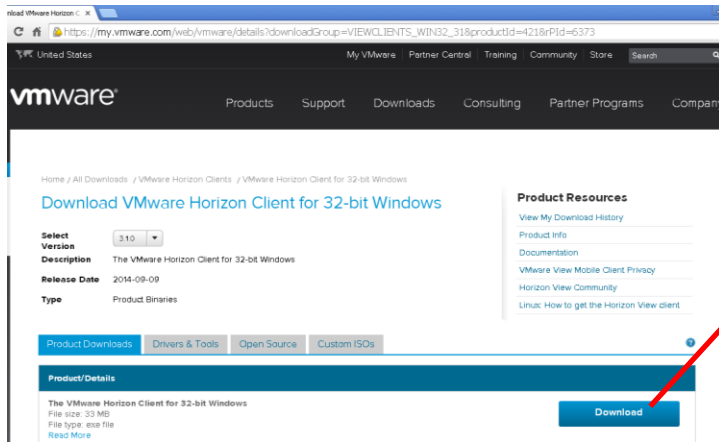 nload VMware Horizon C
https://my.vmware.com/web/vmware/details?downloadGroup=VIEWCLIENTS_WIN32_31&productId=421&rPId=6373
United States My VMware Partner Central Training Community Store Search
vmware® Products Support Downloads Consulting Partner Programs Company
Home / All Downloads / VMware Horizon Clients / VMware Horizon Client for 32-bit Windows
Download VMware Horizon Client for 32-bit Windows
Product Resources
View My Download History
Product Info
Documentation
VMware View Mobile Client Privacy
Horizon View Community
Linux: How to get the Horizon View client
Select Version 3.1.0
Description The VMware Horizon Client for 32-bit Windows
Release Date 2014-09-09
Type Product Binaries
Product Downloads Drivers & Tools Open Source Custom ISOs
Product/Details
The VMware Horizon Client for 32-bit Windows
File size: 33 MB
File type: exe file
Read More
Download